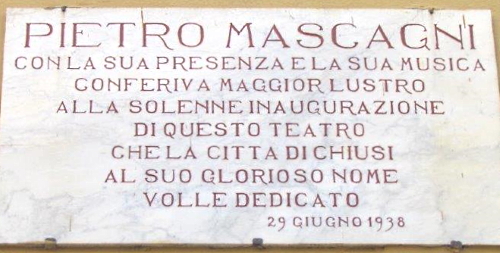 PIETRO MASCAGNI
CON LA SUA PRESENZA E LA SUA MUSICA
CONFERIVA MAGGIOR LUSTRO
ALLA SOLENNE INAUGURAZIONE
DI QUESTO TEATRO
CHE LA CITTA DI CHIUSI
AL SUO GLORIOSO NOME
VOLLE DEDICATO
29 GIUGNO 1938